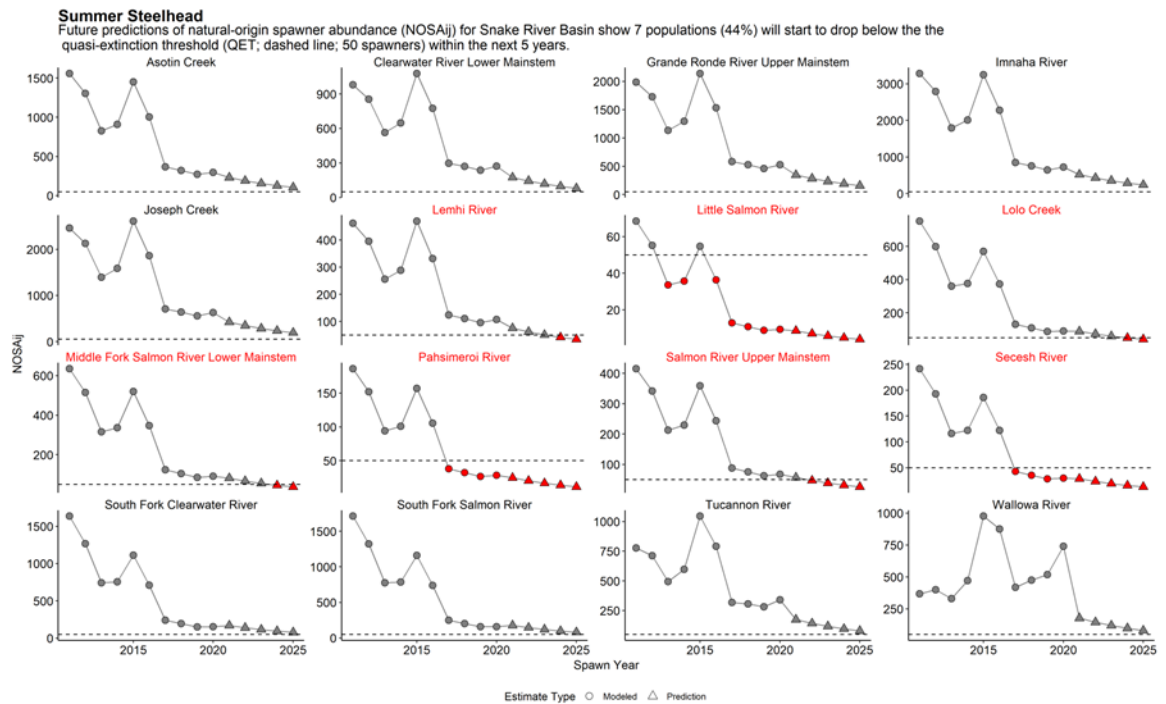 Summer Steelhead
Future predictions of natural-origin spawner abundance (NOSAij) for Snake River Basin show 7 populations (44%) will start to drop below the the
quasi-extinction threshold (QET; dashed line; 50 spawners) within the next 5 years.
Asotin Creek
Clearwater River Lower Mainstem
Grande Ronde River Upper Mainstem
Imnaha River
1500
1000
500
0
900
600
300
0
2000
1500
1000
500
0
3000
2000
1000
0
Joseph Creek
Lemhi River
Little Salmon River
Lolo Creek
2000
1000
0
400
300
200
100
60
40
20
600
400
200
NOSAij
Middle Fork Salmon River Lower Mainstem
Pahsimeroi River
Salmon River Upper Mainstem
Secesh River
600
400
200
150
100
50
400
300
200
100
250
200
150
100
50
South Fork Clearwater River
South Fork Salmon River
Tucannon River
Wallowa River
1500
1000
500
0
1500
1000
500
0
1000
750
500
250
1000
750
500
250
2015 2020 2025
2015 2020 2025
2015 2020 2025
2015 2020 2025
Spawn Year
Estimate Type Modeled Prediction